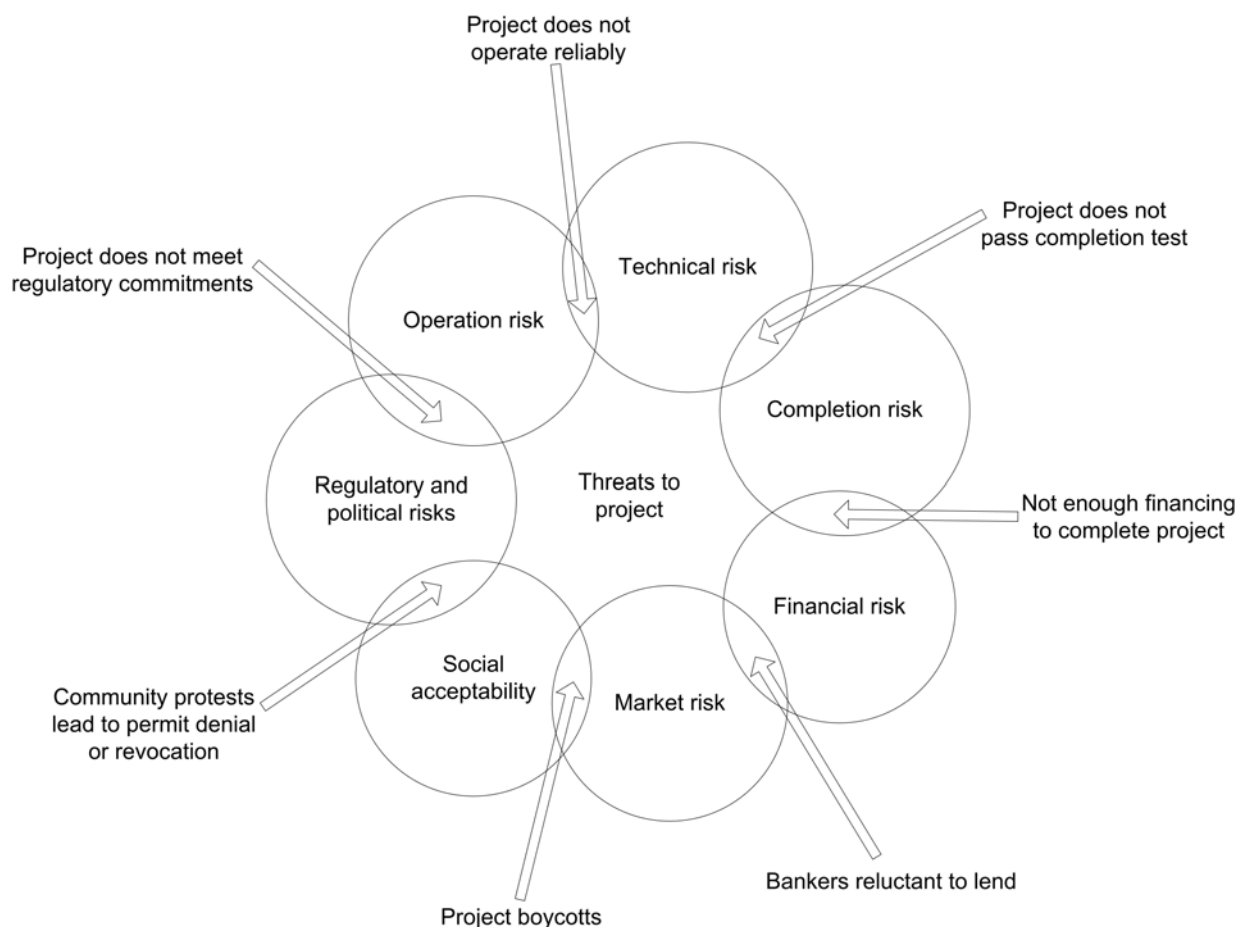 Project does not
operate reliably
Project does not
pass completion test
Technical risk
Project does not meet
regulatory commitments
Operation risk
Completion risk
Regulatory and
political risks
Threats to
project
Not enough financing
to complete project
Financial risk
Social
acceptability
Market risk
Community protests
lead to permit denial
or revocation
Bankers reluctant to lend
Project boycotts